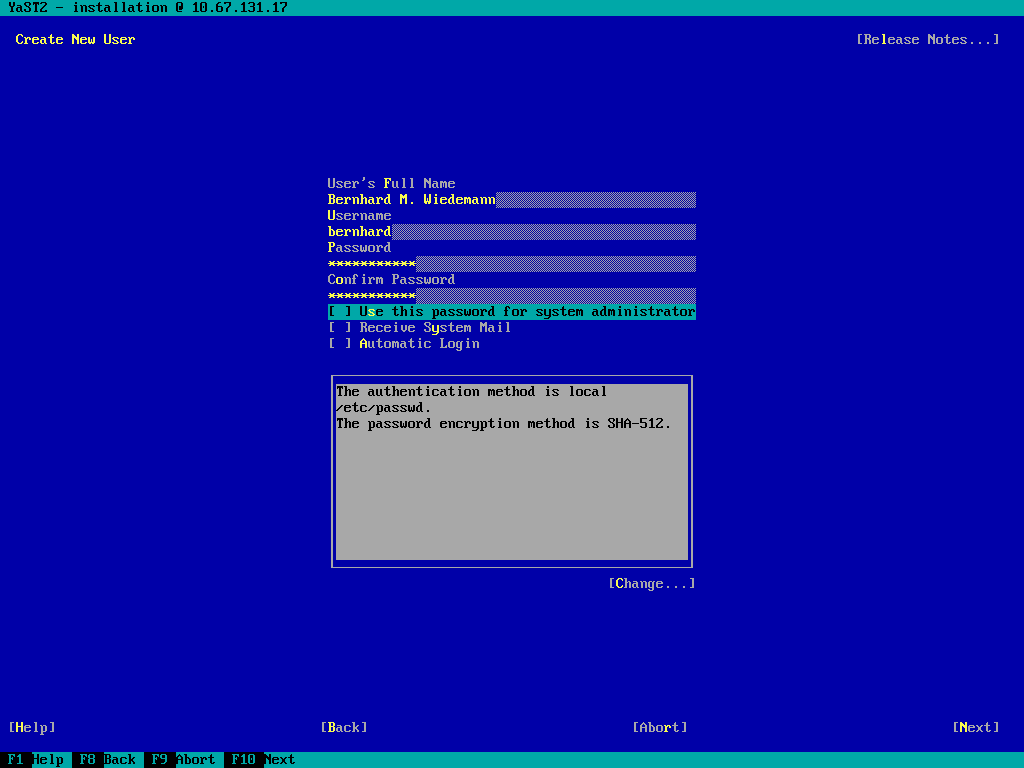 YaST2 - installation @ 10.67.131.17
Create New User [Release Notes...]
User's Full Name
Bernhard M. Wiedemann
Username
bernhard
Password
***********
Confirm Password
***********
[ ] Use this password for system administrator
[ ] Receive System Mail
[ ] Automatic Login
The authentication method is local
/etc/passwd.
The password encryption method is SHA-512.
[Change...]
[Help] [Back] [Abort] [Next]
F1 Help F8 Back F9 Abort F10 Next